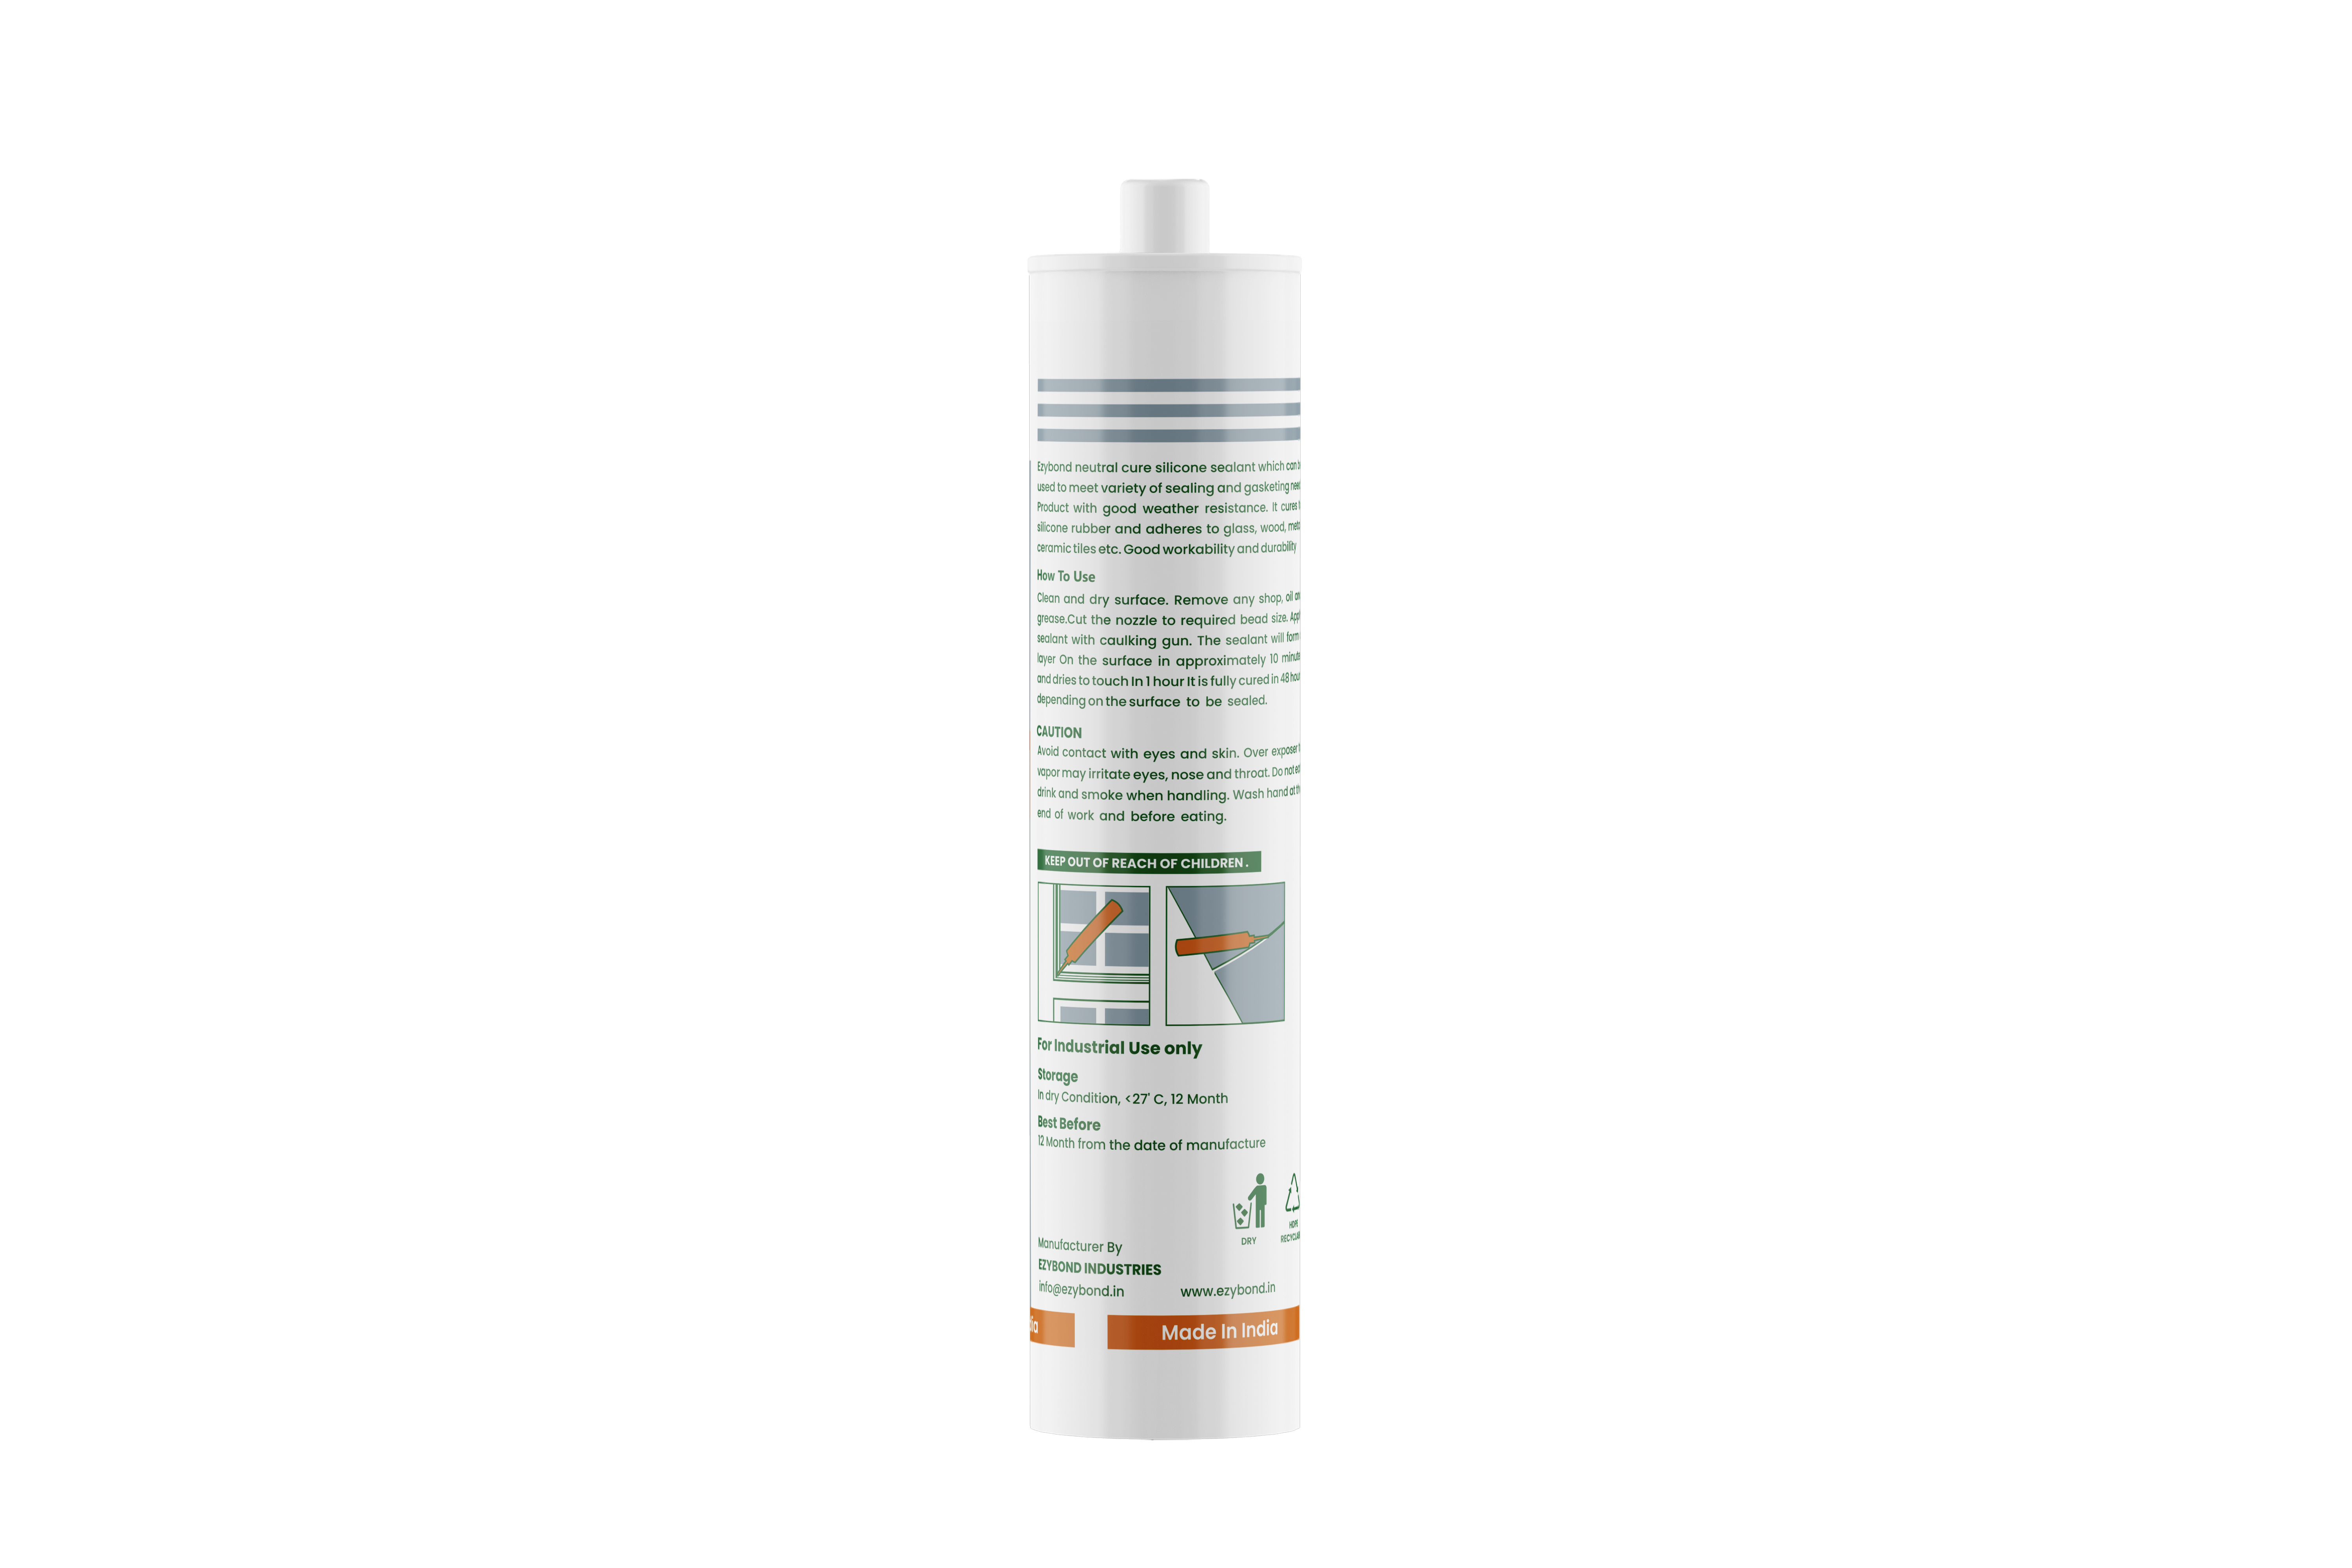 Ezybond neutral cure silicone sealant which can
used to meet variety of sealing and gasketing
Product with good weather resistance. It cures
silicone rubber and adheres to glass, wood,
ceramic tiles etc. Good workability and durability
How To Use
Clean and dry surface. Remove any shop, oil
grease.Cut the nozzle to required bead size.
sealant with caulking gun. The sealant will form
layer On the surface in approximately 10
and dries to touch In 1 hour It is fully cured in 48
depending on the surface to be sealed.
CAUTION
Avoid contact with eyes and skin. Over exposer
vapor may irritate eyes, nose and throat. Do not
drink and smoke when handling. Wash hand at
end of work and before eating.
KEEP OUT OF REACH OF CHILDREN .
For Industrial Use only
Storage
In dry Condition, <27° C, 12 Month
Best Before
12 Month from the date of manufacture
DRY
Manufacturer By
EZYBOND INDUSTRIES
info@ezybond.in www.ezybond.in
Made In India